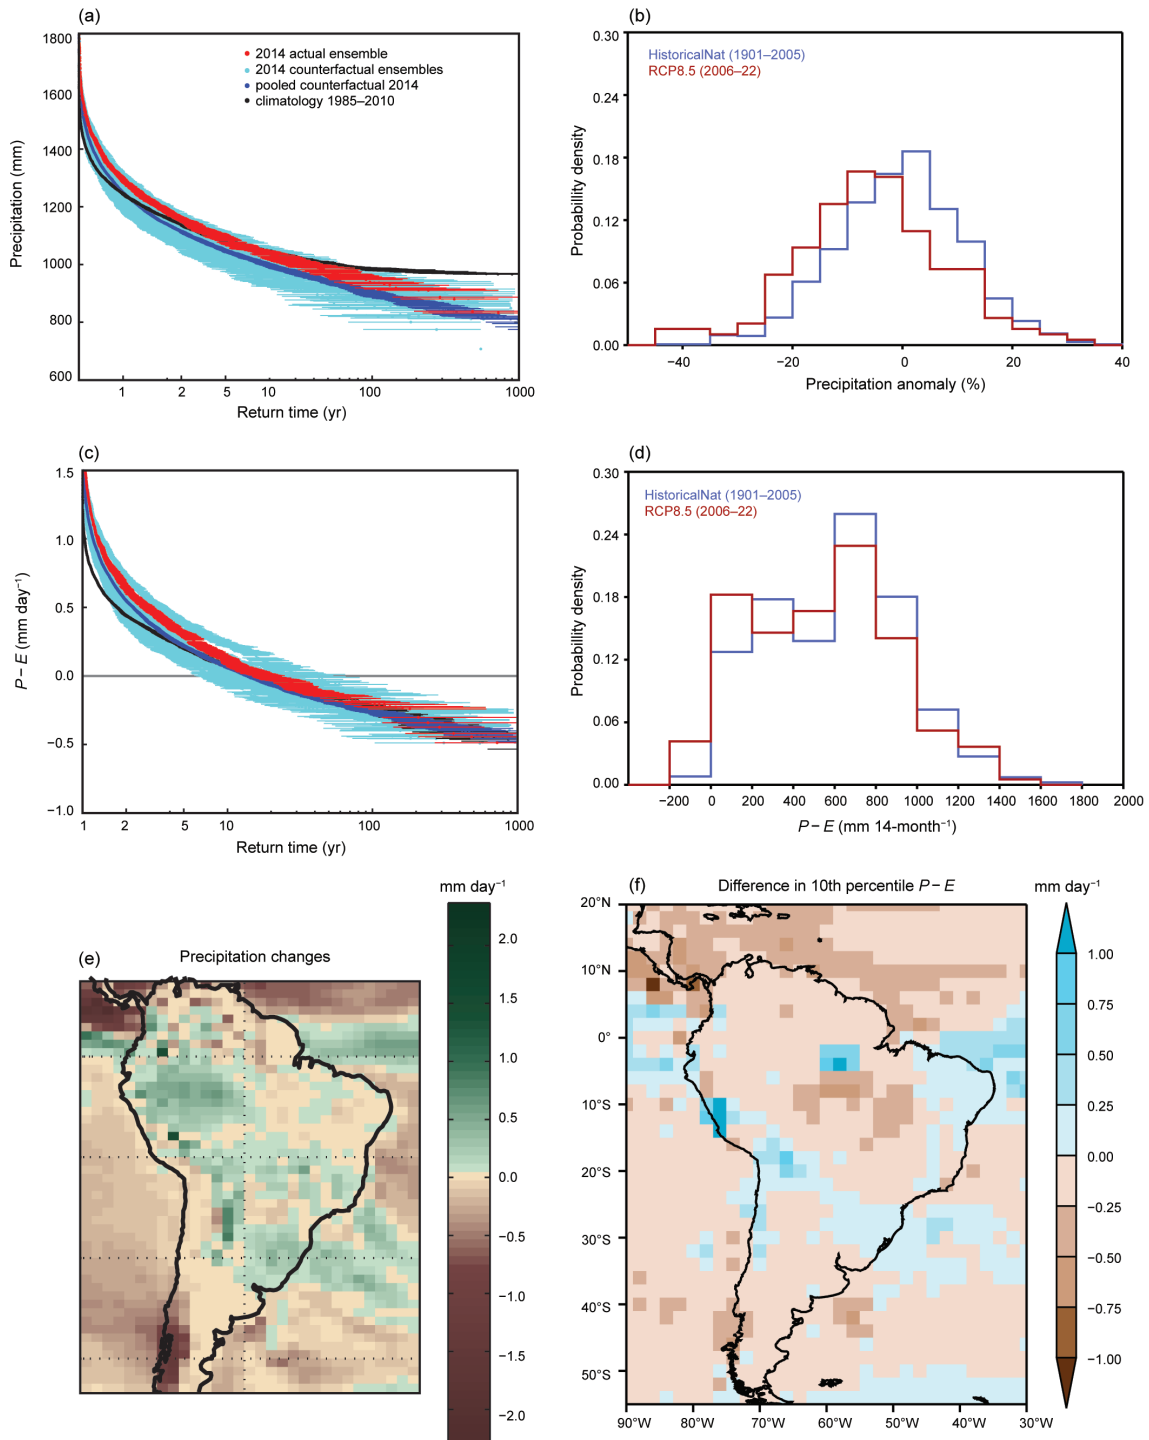 (a)
1800
1600
1400
1200
1000
800
600
Precipitation (mm)
2014 actual ensemble
2014 counterfactual ensembles
pooled counterfactual 2014
climatology 1985–2010
1 2 5 10 100 1000
Return time (yr)
(b)
0.30
0.24
0.18
0.12
0.06
0.00
Probabillity density
HistoricalNat (1901–2005)
RCP8.5 (2006–22)
−40 −20 0 20 40
Precipitation anomaly (%)
(c)
1.5
1.0
0.5
0.0
−0.5
−1.0
P – E (mm day⁻¹)
1 2 5 10 100 1000
Return time (yr)
(d)
0.30
0.24
0.18
0.12
0.06
0.00
Probabillity density
HistoricalNat (1901–2005)
RCP8.5 (2006–22)
−200 0 200 400 600 800 1000 1200 1400 1600 1800 2000
P – E (mm 14-month⁻¹)
(e)
Precipitation changes
mm day⁻¹
2.0
1.5
1.0
0.5
0.0
−0.5
−1.0
−1.5
−2.0
(f)
Difference in 10th percentile P – E
mm day⁻¹
20°N
10°N
0°
10°S
20°S
30°S
40°S
50°S
90°W 80°W 70°W 60°W 50°W 40°W 30°W
1.00
0.75
0.50
0.25
0.00
−0.25
−0.50
−0.75
−1.00